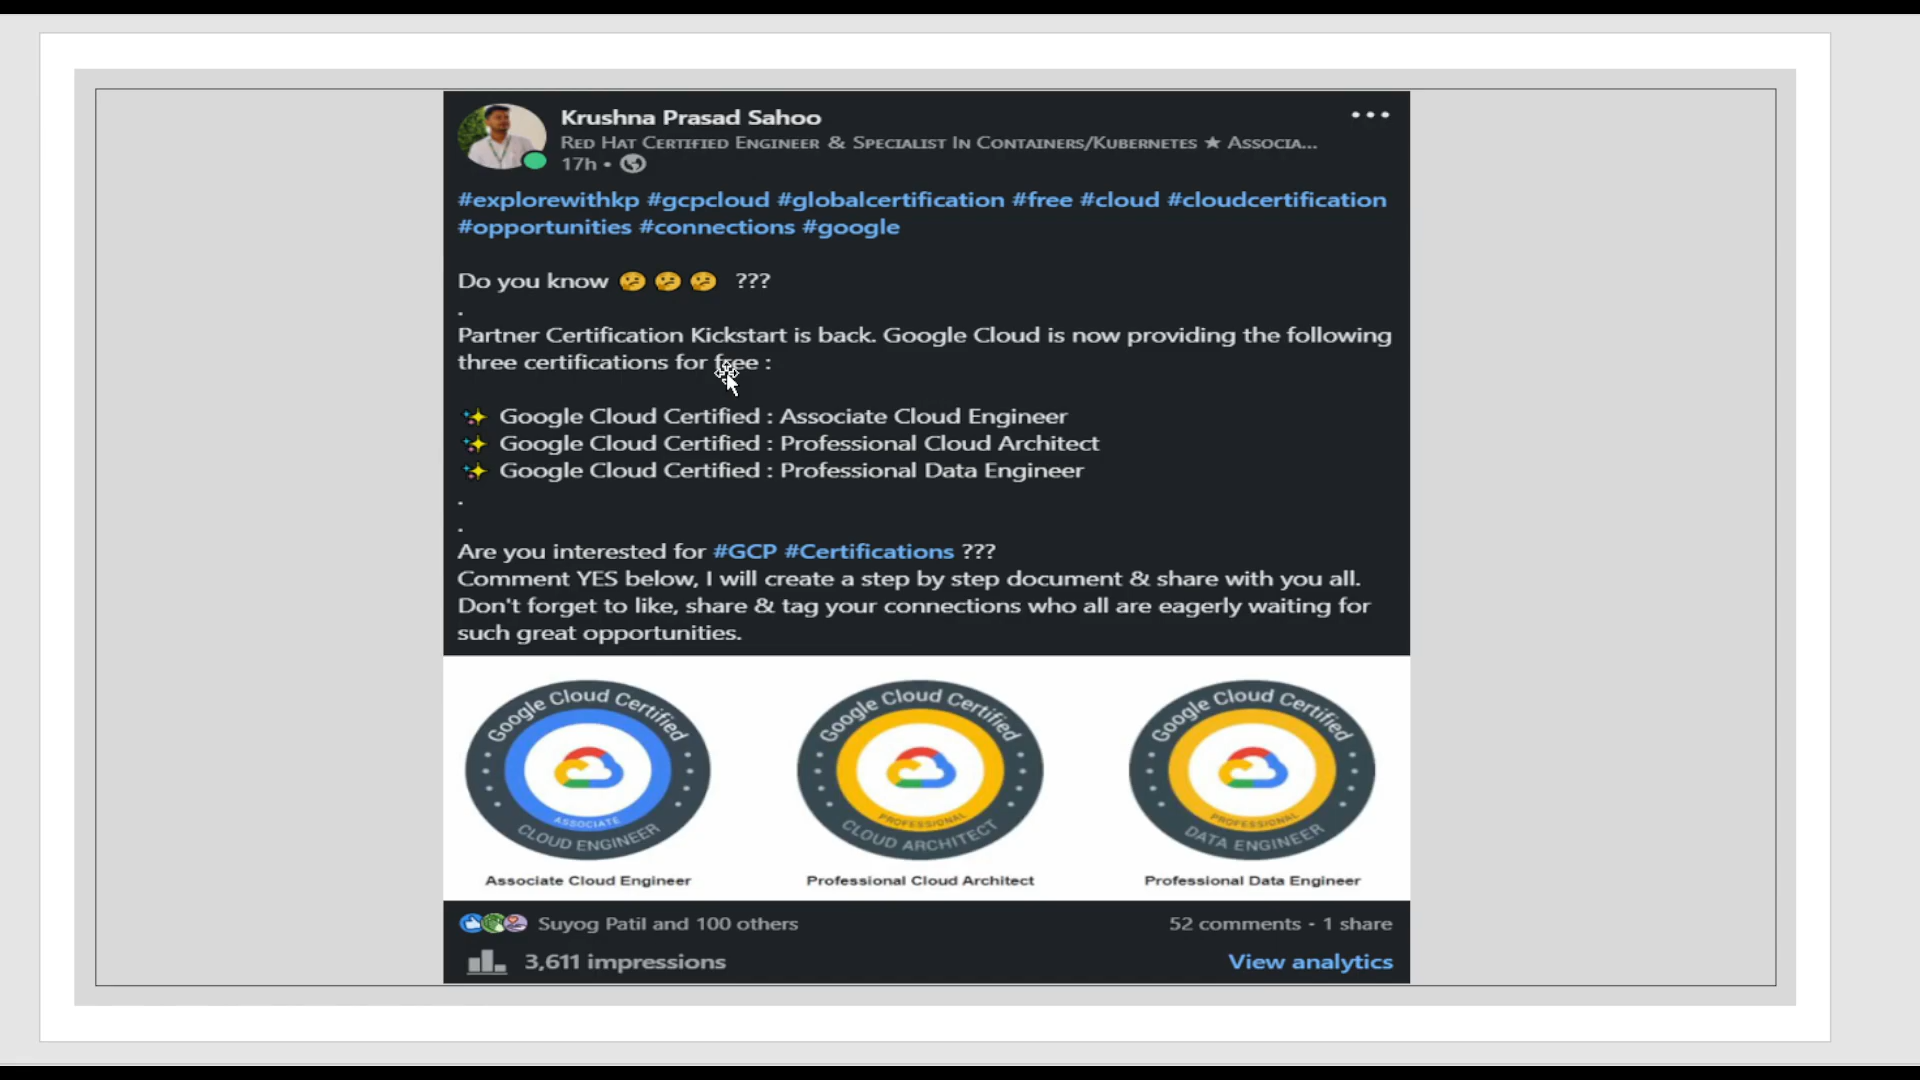 Krushna Prasad Sahoo
Red Hat Certified Engineer & Specialist In Containers/Kubernetes ★ Associa...
17h •
#explorewithkp #gcpcloud #globalcertification #free #cloud #cloudcertification
#opportunities #connections #google
Do you know 🤔 🤔 🤔 ???
.
Partner Certification Kickstart is back. Google Cloud is now providing the following
three certifications for free :
✨ Google Cloud Certified : Associate Cloud Engineer
✨ Google Cloud Certified : Professional Cloud Architect
✨ Google Cloud Certified : Professional Data Engineer
.
.
Are you interested for #GCP #Certifications ???
Comment YES below, I will create a step by step document & share with you all.
Don't forget to like, share & tag your connections who all are eagerly waiting for
such great opportunities.
Google Cloud Certified
ASSOCIATE
CLOUD ENGINEER
Google Cloud Certified
PROFESSIONAL
CLOUD ARCHITECT
Google Cloud Certified
PROFESSIONAL
DATA ENGINEER
Associate Cloud Engineer
Professional Cloud Architect
Professional Data Engineer
Suyog Patil and 100 others
52 comments • 1 share
3,611 impressions
View analytics